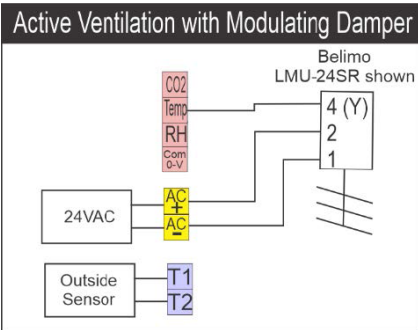 Active Ventilation with Modulating Damper
Belimo
LMU-24SR shown
CO2
Temp
RH
Com
0-V
4 (Y)
2
1
24VAC
AC
+
AC
-
Outside
Sensor
T1
T2